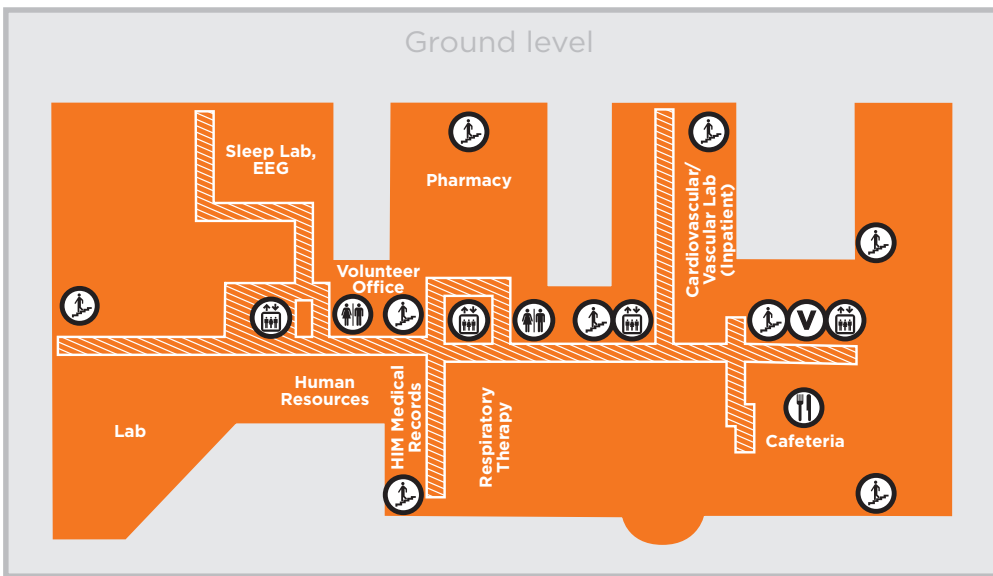 Ground level
Sleep Lab,
EEG
Pharmacy
Cardiovascular/
Vascular Lab
(Inpatient)
Volunteer
Office
V
Human
Resources
HIM Medical
Records
Respiratory
Therapy
Lab
Cafeteria